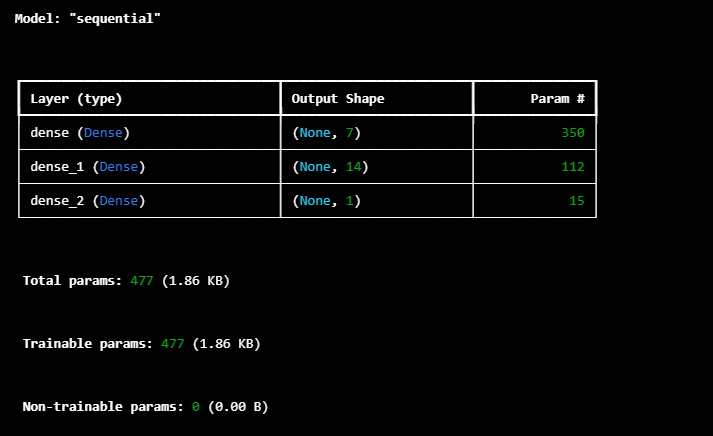 Model: "sequential"
Layer (type) Output Shape Param #
dense (Dense) (None, 7) 350
dense_1 (Dense) (None, 14) 112
dense_2 (Dense) (None, 1) 15
Total params: 477 (1.86 KB)
Trainable params: 477 (1.86 KB)
Non-trainable params: 0 (0.00 B)